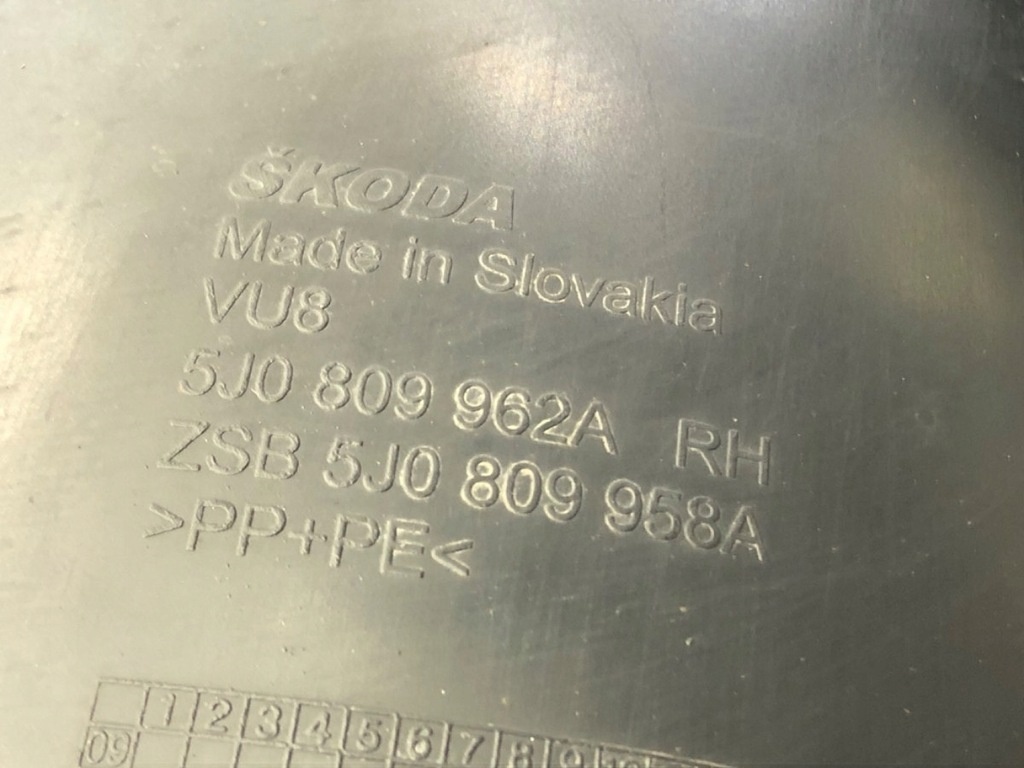 ŠKODA
Made in Slovakia
VU8
5J0 809 962A RH
ZSB 5J0 809 958A
>PP+PE<
1 2 3 4 5 6 7 8 9
09